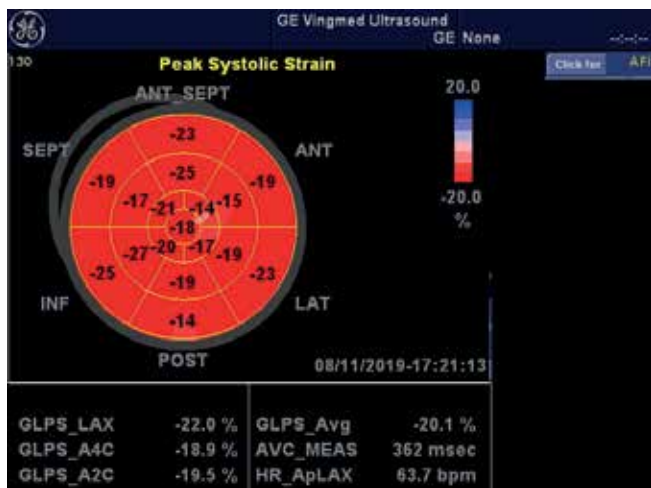 GE Vingmed Ultrasound
GE None
--:--:--
130
Peak Systolic Strain
Click for
AFI
ANT_SEPT
20.0
-23
SEPT
ANT
-25
-19
-19
-17
-21
-14
-15
-20.0
%
-18
-27
-20
-17
-19
-25
-19
-23
INF
LAT
-14
POST
08/11/2019-17:21:13
GLPS_LAX -22.0 % GLPS_Avg -20.1 %
GLPS_A4C -18.9 % AVC_MEAS 362 msec
GLPS_A2C -19.5 % HR_ApLAX 63.7 bpm